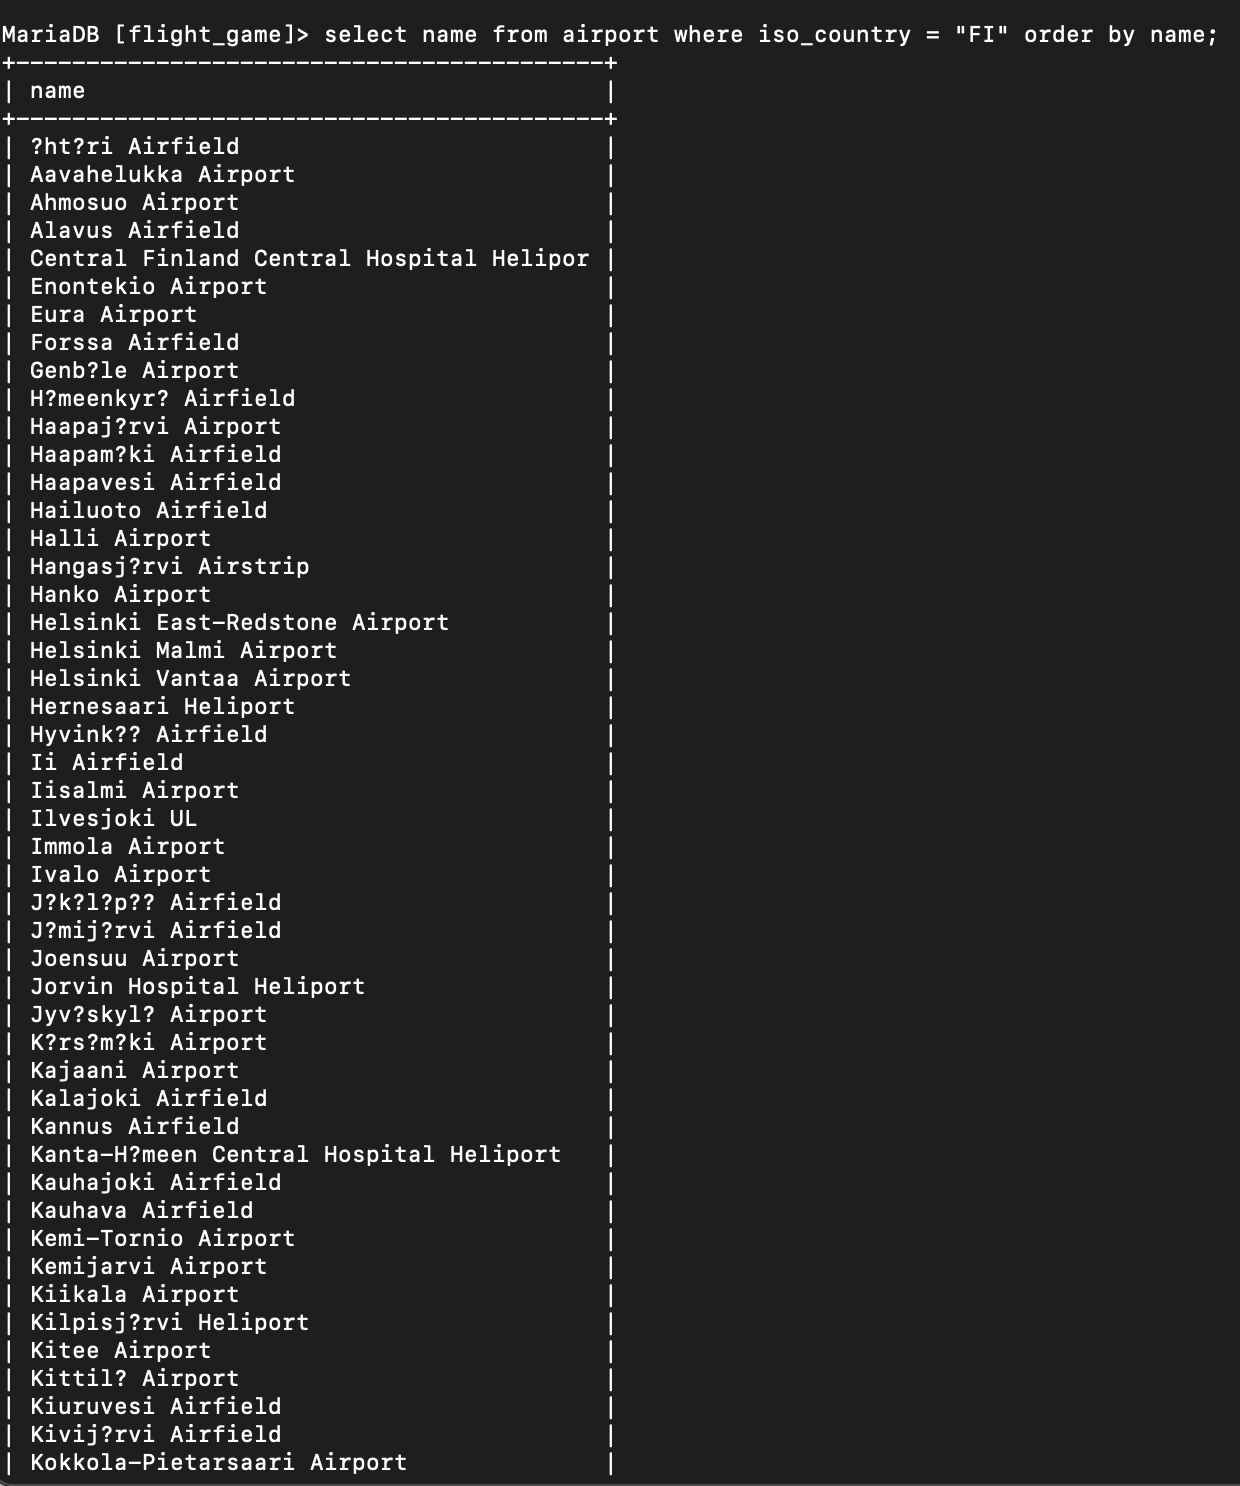 MariaDB [flight_game]> select name from airport where iso_country = "FI" order by name;
+------------------------------------------+
| name                                     |
+------------------------------------------+
| ?ht?ri Airfield                          |
| Aavahelukka Airport                      |
| Ahmosuo Airport                          |
| Alavus Airfield                          |
| Central Finland Central Hospital Helipor |
| Enontekio Airport                        |
| Eura Airport                             |
| Forssa Airfield                          |
| Genb?le Airport                          |
| H?meenkyr? Airfield                      |
| Haapaj?rvi Airport                       |
| Haapam?ki Airfield                       |
| Haapavesi Airfield                       |
| Hailuoto Airfield                        |
| Halli Airport                            |
| Hangasj?rvi Airstrip                     |
| Hanko Airport                            |
| Helsinki East-Redstone Airport           |
| Helsinki Malmi Airport                   |
| Helsinki Vantaa Airport                  |
| Hernesaari Heliport                      |
| Hyvink?? Airfield                        |
| Ii Airfield                              |
| Iisalmi Airport                          |
| Ilvesjoki UL                             |
| Immola Airport                           |
| Ivalo Airport                            |
| J?k?l?p?? Airfield                       |
| J?mij?rvi Airfield                       |
| Joensuu Airport                          |
| Jorvin Hospital Heliport                 |
| Jyv?skyl? Airport                        |
| K?rs?m?ki Airport                        |
| Kajaani Airport                          |
| Kalajoki Airfield                        |
| Kannus Airfield                          |
| Kanta-H?meen Central Hospital Heliport   |
| Kauhajoki Airfield                       |
| Kauhava Airfield                         |
| Kemi-Tornio Airport                      |
| Kemijarvi Airport                        |
| Kiikala Airport                          |
| Kilpisj?rvi Heliport                     |
| Kitee Airport                            |
| Kittil? Airport                          |
| Kiuruvesi Airfield                       |
| Kivij?rvi Airfield                       |
| Kokkola-Pietarsaari Airport              |